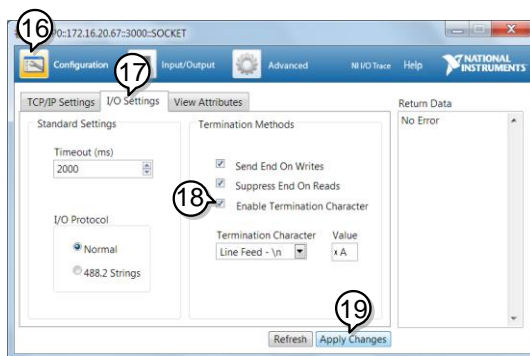 16
0::172.16.20.67::3000::SOCKET
Configuration
Input/Output
Advanced
NI I/O Trace
Help
NATIONAL
INSTRUMENTS
17
TCP/IP Settings
I/O Settings
View Attributes
Return Data
Standard Settings
Termination Methods
No Error
Timeout (ms)
2000
Send End On Writes
Suppress End On Reads
18
Enable Termination Character
I/O Protocol
Termination Character
Value
Normal
Line Feed - \n
x A
488.2 Strings
19
Refresh
Apply Changes